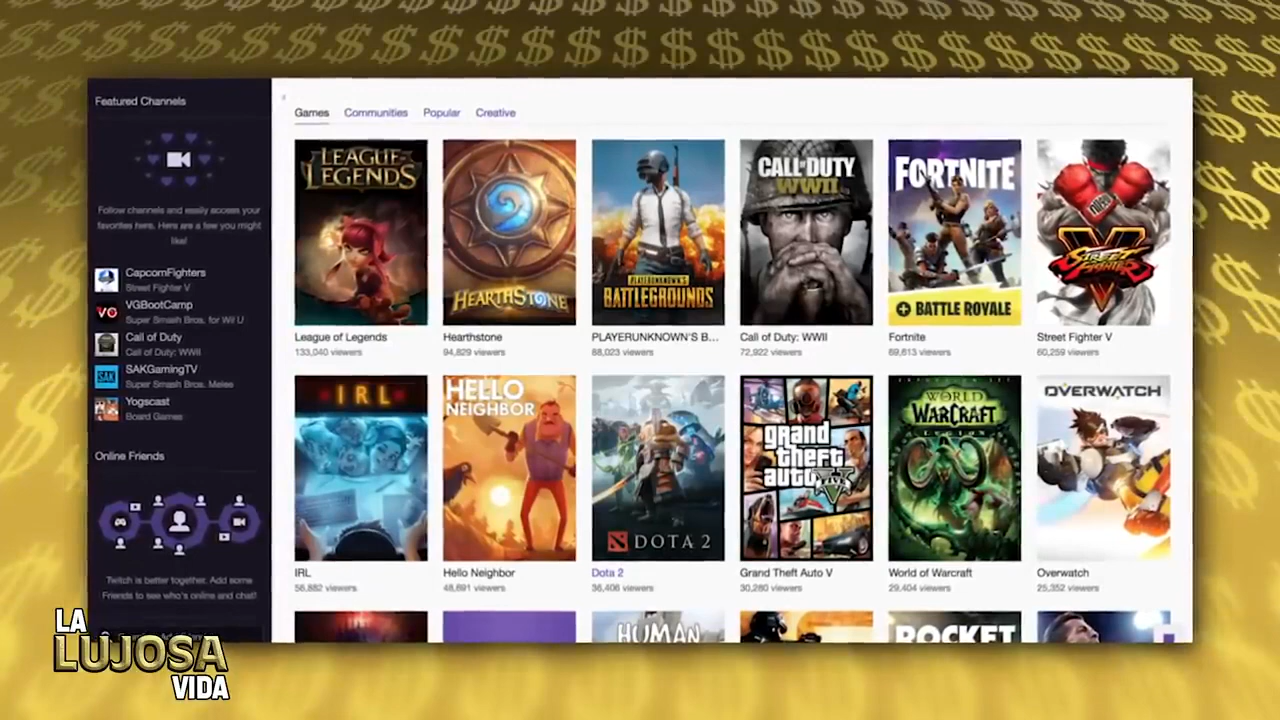 Featured Channels
Follow channels and easily access your
favorites here. Here are a few you might
like!
CapcomFighters
Street Fighter V
VGBootCamp
Super Smash Bros. for Wii U
Call of Duty
Call of Duty: WWII
SAKGamingTV
Super Smash Bros. Melee
Yogscast
Board Games
Online Friends
Twitch is better together. Add some
Friends to see who's online and chat!
Games Communities Popular Creative
LEAGUE OF
LEGENDS
HEARTHSTONE
PLAYERUNKNOWN'S
BATTLEGROUNDS
CALL OF DUTY
WWII
FORTNITE
BATTLE ROYALE
STREET
FIGHTER
V
League of Legends
133,040 viewers
Hearthstone
94,829 viewers
PLAYERUNKNOWN'S B...
88,023 viewers
Call of Duty: WWII
72,922 viewers
Fortnite
69,613 viewers
Street Fighter V
60,259 viewers
IRL
HELLO
NEIGHBOR
DOTA 2
grand
theft
auto
FIVE
WORLD
OF
WARCRAFT
LEGION
OVERWATCH
IRL
56,882 viewers
Hello Neighbor
48,691 viewers
Dota 2
36,406 viewers
Grand Theft Auto V
30,280 viewers
World of Warcraft
29,404 viewers
Overwatch
25,352 viewers
HUMAN
ROCKET
LA
LUJOSA
VIDA